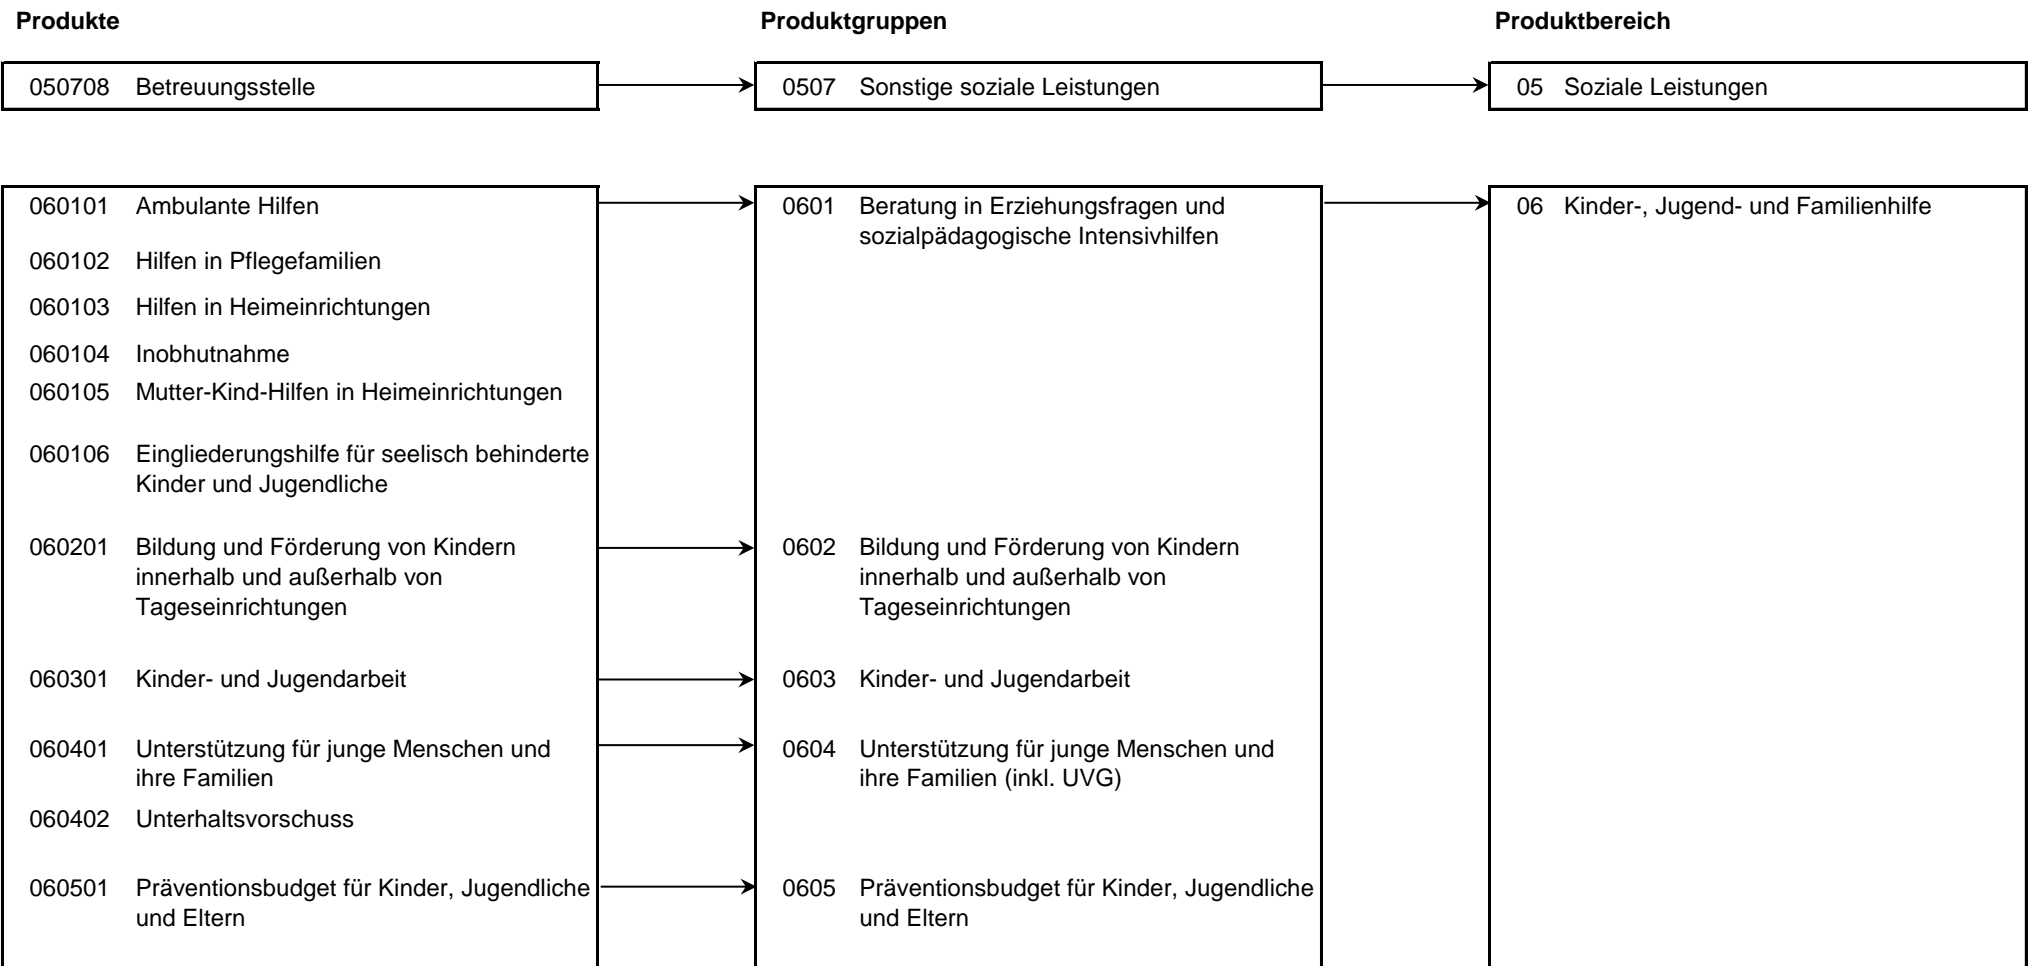 Produkte Produktgruppen Produktbereich
050708 Betreuungsstelle 0507 Sonstige soziale Leistungen 05 Soziale Leistungen
060101 Ambulante Hilfen 0601 Beratung in Erziehungsfragen und 06 Kinder-, Jugend- und Familienhilfe
sozialpädagogische Intensivhilfen
060102 Hilfen in Pflegefamilien
060103 Hilfen in Heimeinrichtungen
060104 Inobhutnahme
060105 Mutter-Kind-Hilfen in Heimeinrichtungen
060106 Eingliederungshilfe für seelisch behinderte
Kinder und Jugendliche
060201 Bildung und Förderung von Kindern 0602 Bildung und Förderung von Kindern
innerhalb und außerhalb von innerhalb und außerhalb von
Tageseinrichtungen Tageseinrichtungen
060301 Kinder- und Jugendarbeit 0603 Kinder- und Jugendarbeit
060401 Unterstützung für junge Menschen und 0604 Unterstützung für junge Menschen und
ihre Familien ihre Familien (inkl. UVG)
060402 Unterhaltsvorschuss
060501 Präventionsbudget für Kinder, Jugendliche 0605 Präventionsbudget für Kinder, Jugendliche
und Eltern und Eltern